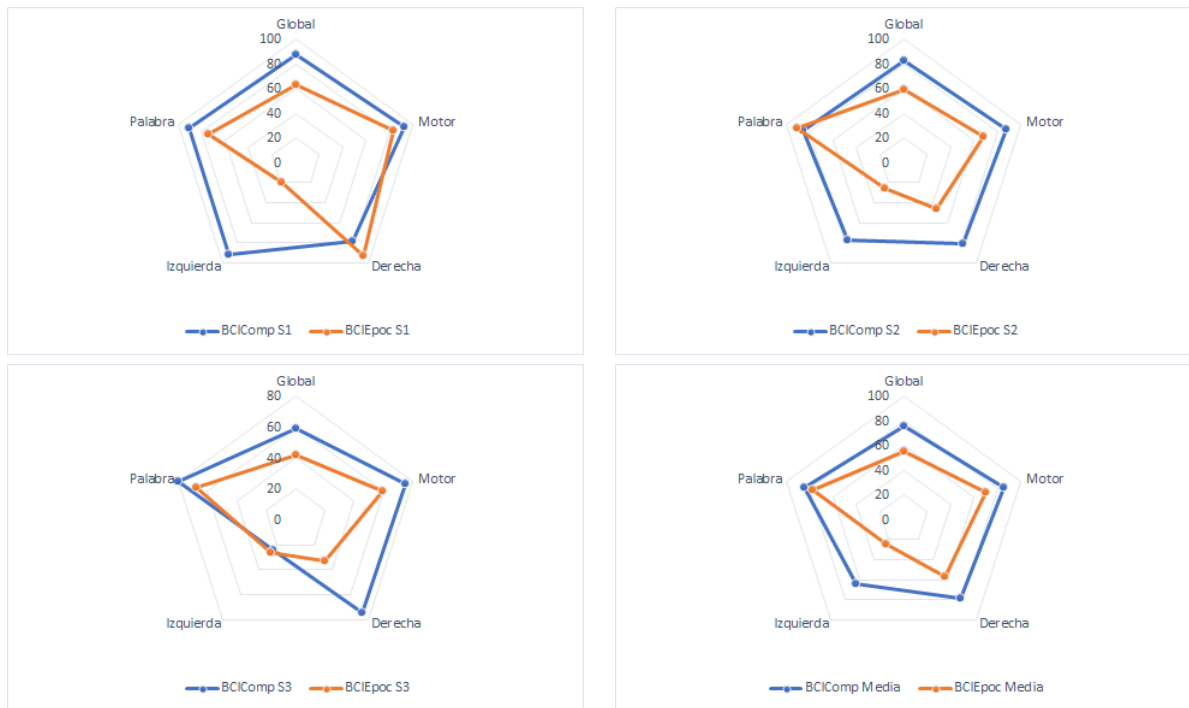 Global
100
80
60
40
20
0
Motor
Derecha
Izquierda
Palabra
BCIComp S1 BCIEpoc S1
Global
100
80
60
40
20
0
Motor
Derecha
Izquierda
Palabra
BCIComp S2 BCIEpoc S2
Global
80
60
40
20
0
Motor
Derecha
Izquierda
Palabra
BCIComp S3 BCIEpoc S3
Global
100
80
60
40
20
0
Motor
Derecha
Izquierda
Palabra
BCIComp Media BCIEpoc Media